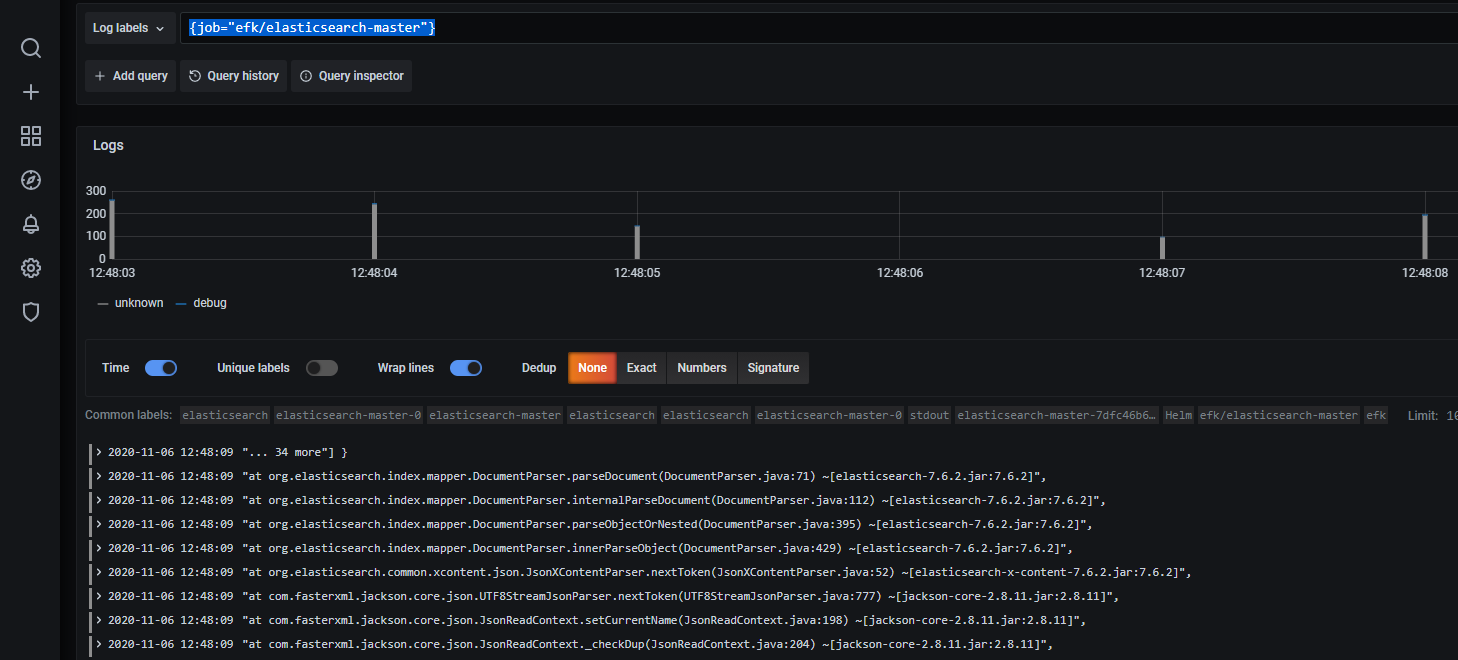 Log labels {job="efk/elasticsearch-master"}
+ Add query Query history Query inspector
Logs
300
200
100
0
12:48:03 12:48:04 12:48:05 12:48:06 12:48:07 12:48:08
unknown debug
Time Unique labels Wrap lines Dedup None Exact Numbers Signature
Common labels: elasticsearch elasticsearch-master-0 elasticsearch-master elasticsearch elasticsearch elasticsearch-master-0 stdout elasticsearch-master-7dfc46b6… Helm efk/elasticsearch-master efk Limit: 10
> 2020-11-06 12:48:09 "... 34 more"] }
> 2020-11-06 12:48:09 "at org.elasticsearch.index.mapper.DocumentParser.parseDocument(DocumentParser.java:71) ~[elasticsearch-7.6.2.jar:7.6.2]",
> 2020-11-06 12:48:09 "at org.elasticsearch.index.mapper.DocumentParser.internalParseDocument(DocumentParser.java:112) ~[elasticsearch-7.6.2.jar:7.6.2]",
> 2020-11-06 12:48:09 "at org.elasticsearch.index.mapper.DocumentParser.parseObjectOrNested(DocumentParser.java:395) ~[elasticsearch-7.6.2.jar:7.6.2]",
> 2020-11-06 12:48:09 "at org.elasticsearch.index.mapper.DocumentParser.innerParseObject(DocumentParser.java:429) ~[elasticsearch-7.6.2.jar:7.6.2]",
> 2020-11-06 12:48:09 "at org.elasticsearch.common.xcontent.json.JsonXContentParser.nextToken(JsonXContentParser.java:52) ~[elasticsearch-x-content-7.6.2.jar:7.6.2]",
> 2020-11-06 12:48:09 "at com.fasterxml.jackson.core.json.UTF8StreamJsonParser.nextToken(UTF8StreamJsonParser.java:777) ~[jackson-core-2.8.11.jar:2.8.11]",
> 2020-11-06 12:48:09 "at com.fasterxml.jackson.core.json.JsonReadContext.setCurrentName(JsonReadContext.java:198) ~[jackson-core-2.8.11.jar:2.8.11]",
> 2020-11-06 12:48:09 "at com.fasterxml.jackson.core.json.JsonReadContext._checkDup(JsonReadContext.java:204) ~[jackson-core-2.8.11.jar:2.8.11]",